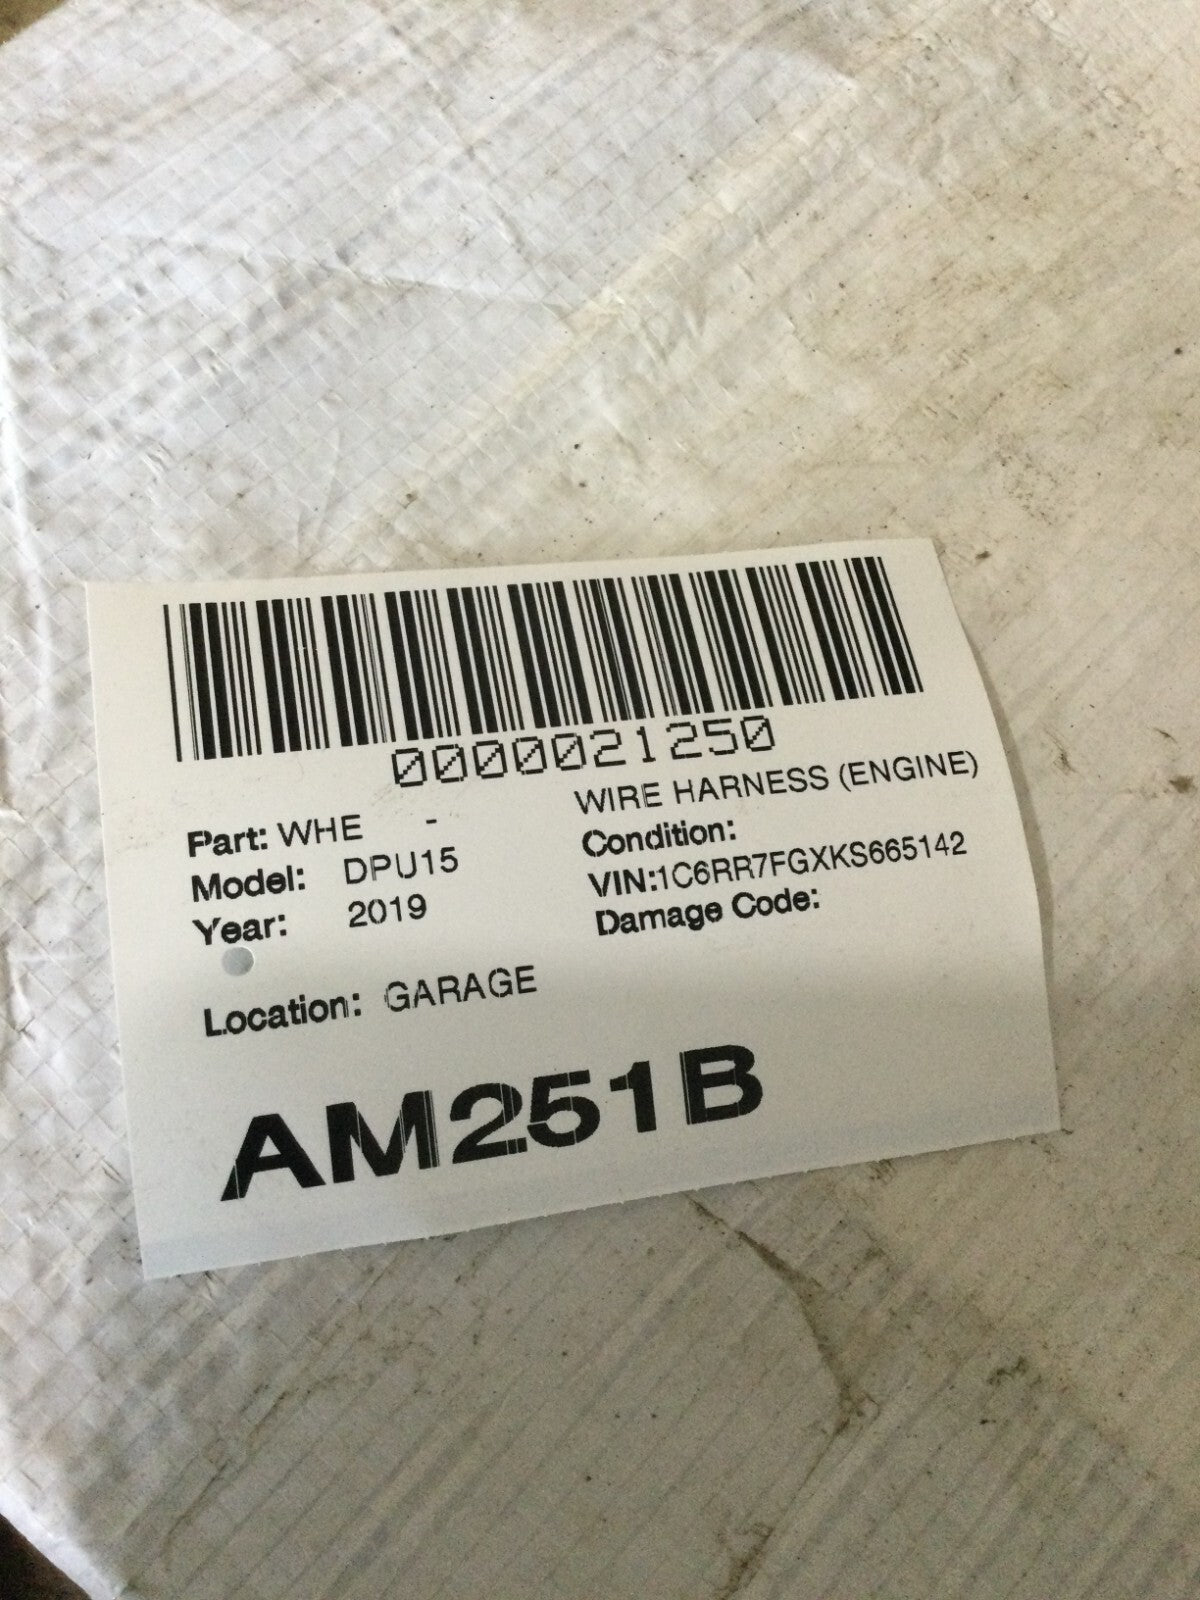 0000021250
Part: WHE - WIRE HARNESS (ENGINE)
Model: DPU15 Condition:
Year: 2019 VIN:1C6RR7FGXKS665142
Damage Code:
Location: GARAGE
AM251B